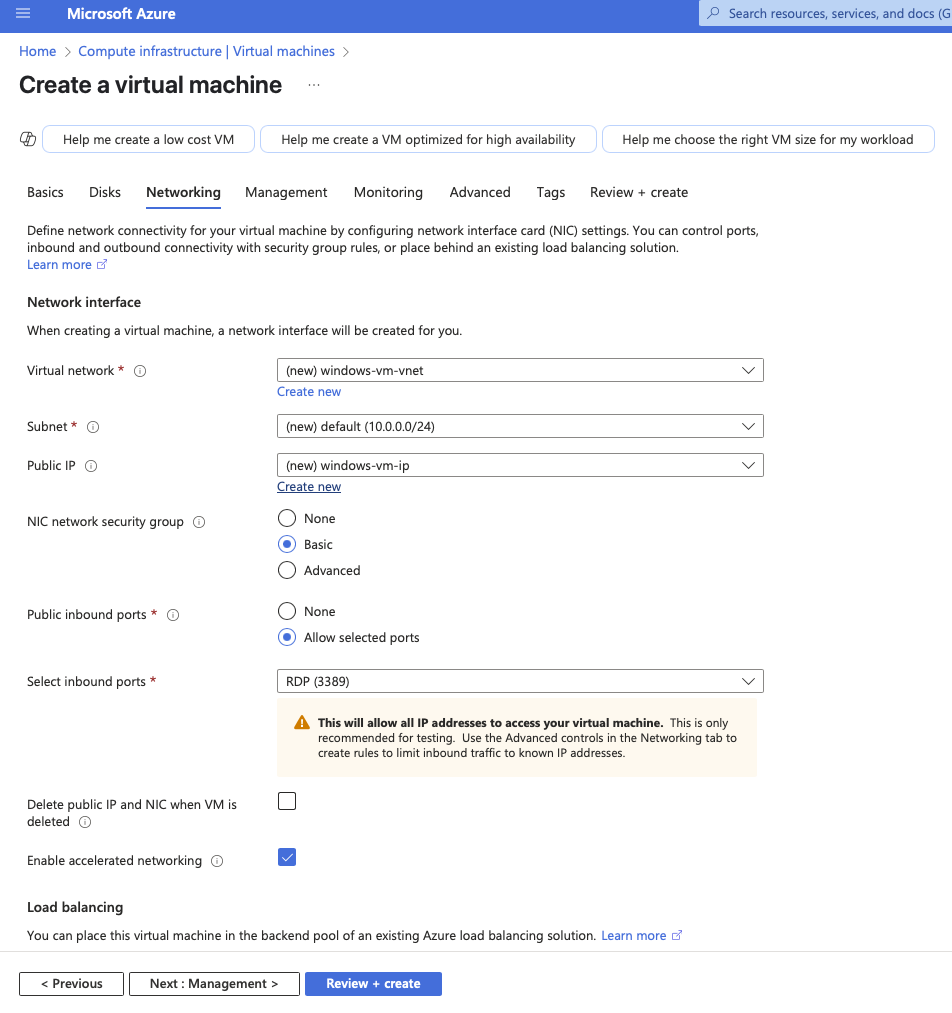 Microsoft Azure
Search resources, services, and docs (G
Home > Compute infrastructure | Virtual machines >
Create a virtual machine ...
Help me create a low cost VM
Help me create a VM optimized for high availability
Help me choose the right VM size for my workload
Basics Disks Networking Management Monitoring Advanced Tags Review + create
Define network connectivity for your virtual machine by configuring network interface card (NIC) settings. You can control ports,
inbound and outbound connectivity with security group rules, or place behind an existing load balancing solution.
Learn more
Network interface
When creating a virtual machine, a network interface will be created for you.
Virtual network *
(new) windows-vm-vnet
Create new
Subnet *
(new) default (10.0.0.0/24)
Public IP
(new) windows-vm-ip
Create new
NIC network security group
None
Basic
Advanced
Public inbound ports *
None
Allow selected ports
Select inbound ports *
RDP (3389)
This will allow all IP addresses to access your virtual machine. This is only
recommended for testing. Use the Advanced controls in the Networking tab to
create rules to limit inbound traffic to known IP addresses.
Delete public IP and NIC when VM is
deleted
Enable accelerated networking
Load balancing
You can place this virtual machine in the backend pool of an existing Azure load balancing solution. Learn more
< Previous
Next : Management >
Review + create